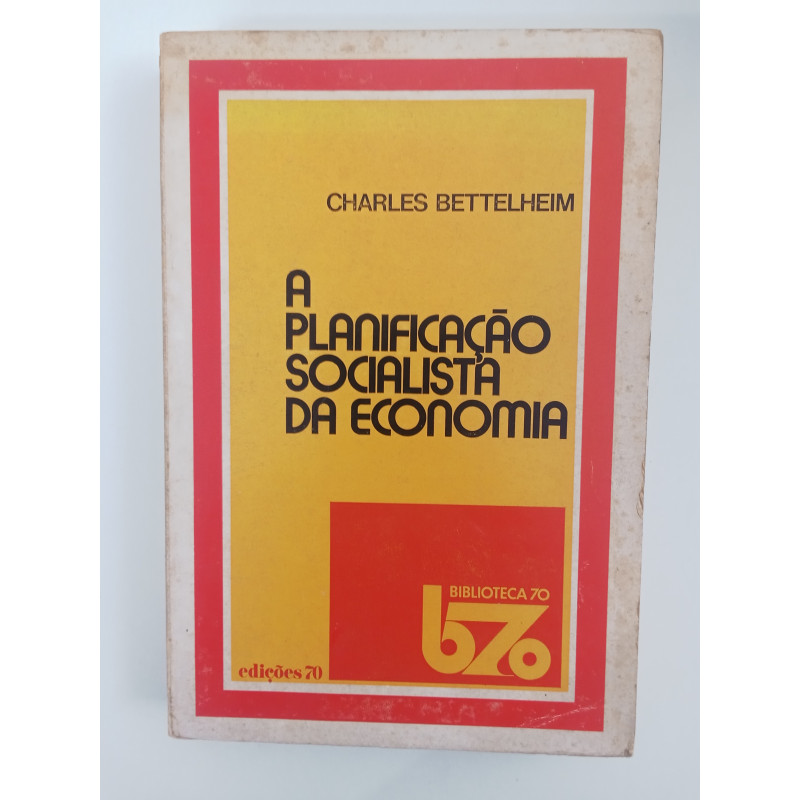 CHARLES BETTELHEIM
A
PLANIFICAÇÃO
SOCIALISTA
DA ECONOMIA
BIBLIOTECA 70
b70
edições 70